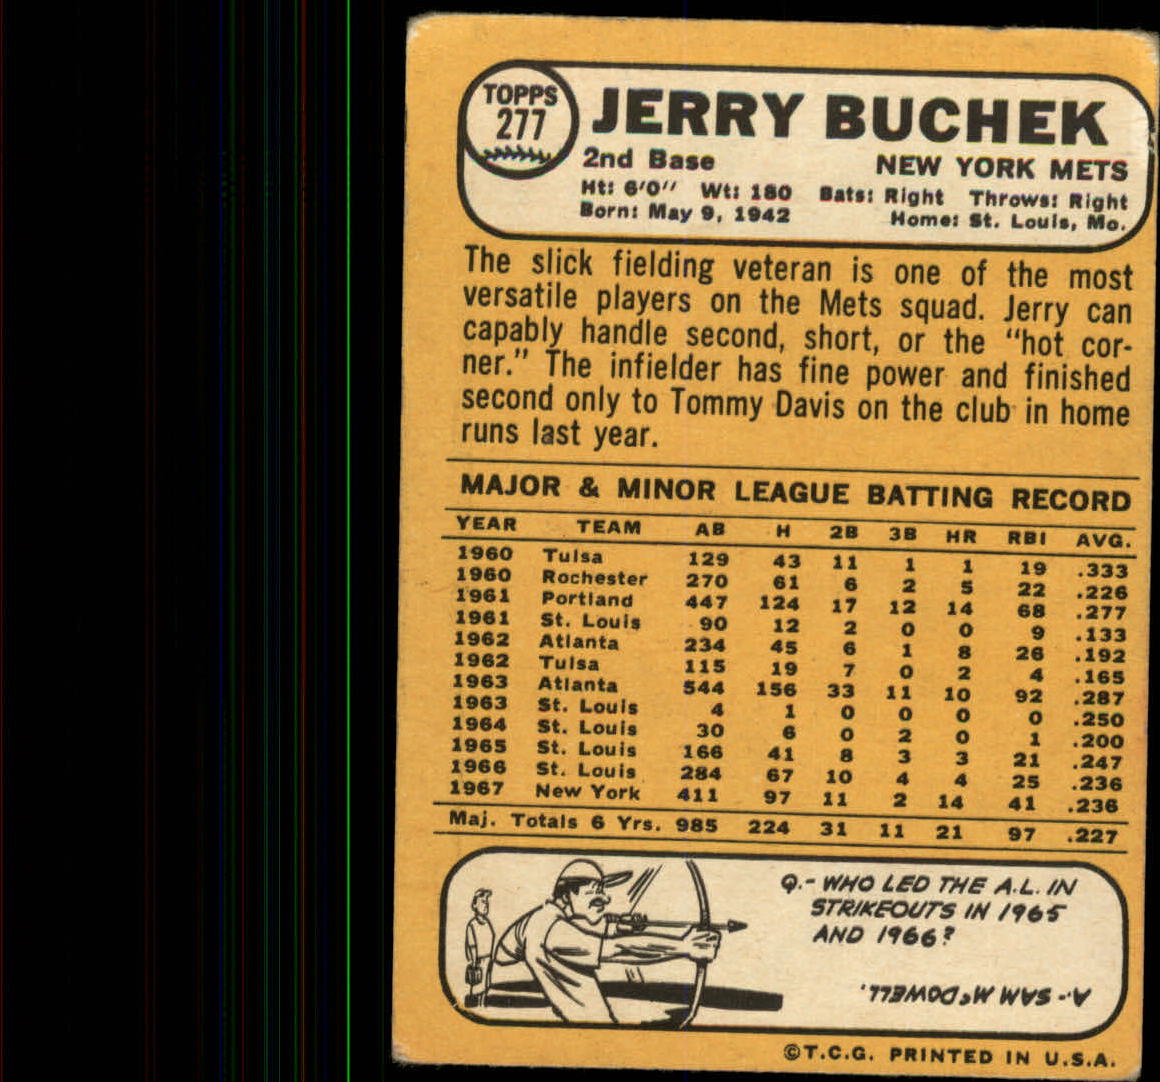 TOPPS
277
JERRY BUCHEK
2nd Base NEW YORK METS
Ht: 6'0" Wt: 180 Bats: Right Throws: Right
Born: May 9, 1942 Home: St. Louis, Mo.
The slick fielding veteran is one of the most
versatile players on the Mets squad. Jerry can
capably handle second, short, or the "hot cor-
ner." The infielder has fine power and finished
second only to Tommy Davis on the club in home
runs last year.
MAJOR & MINOR LEAGUE BATTING RECORD
YEAR TEAM AB H 2B 3B HR RBI AVG.
1960 Tulsa 129 43 11 1 1 19 .333
1960 Rochester 270 61 6 2 5 22 .226
1961 Portland 447 124 17 12 14 68 .277
1961 St. Louis 90 12 2 0 0 9 .133
1962 Atlanta 234 45 6 1 8 26 .192
1962 Tulsa 115 19 7 0 2 4 .165
1963 Atlanta 544 156 33 11 10 92 .287
1963 St. Louis 4 1 0 0 0 0 .250
1964 St. Louis 30 6 0 2 0 1 .200
1965 St. Louis 166 41 8 3 3 21 .247
1966 St. Louis 284 67 10 4 4 25 .236
1967 New York 411 97 11 2 14 41 .236
Maj. Totals 6 Yrs. 985 224 31 11 21 97 .227
Q.- WHO LED THE A.L. IN
STRIKEOUTS IN 1965
AND 1966?
A.- SAM McDOWELL.
©T.C.G. PRINTED IN U.S.A.